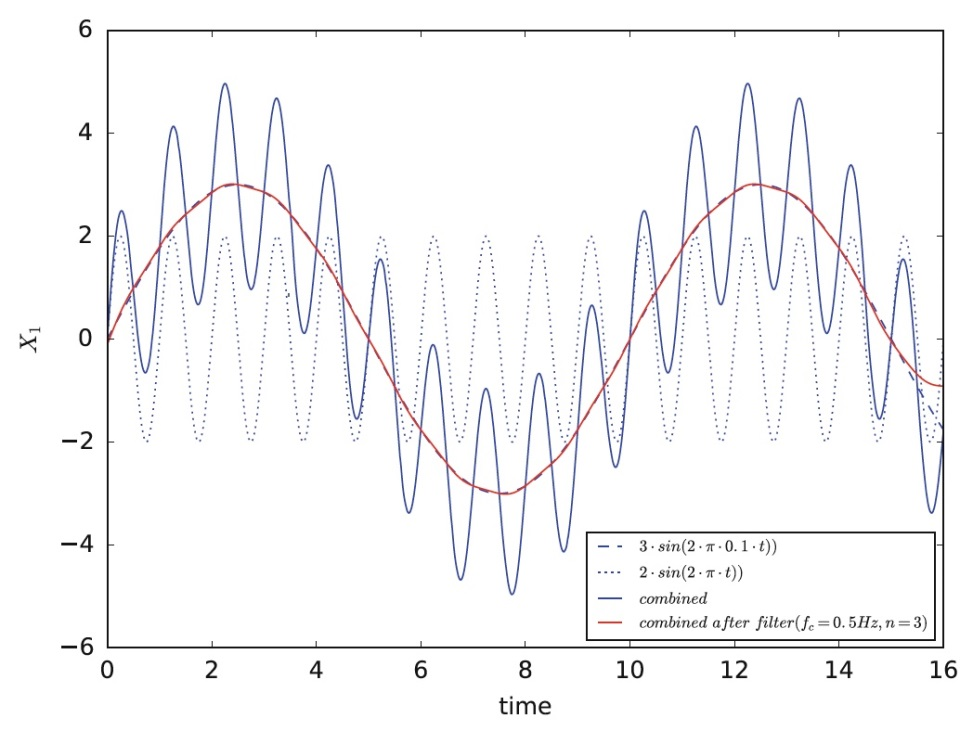 6
4
2
0
−2
−4
−6
X₁
3 · sin(2 · π · 0.1 · t))
2 · sin(2 · π · t))
combined
combined after filter(f_c = 0.5Hz, n = 3)
0 2 4 6 8 10 12 14 16
time